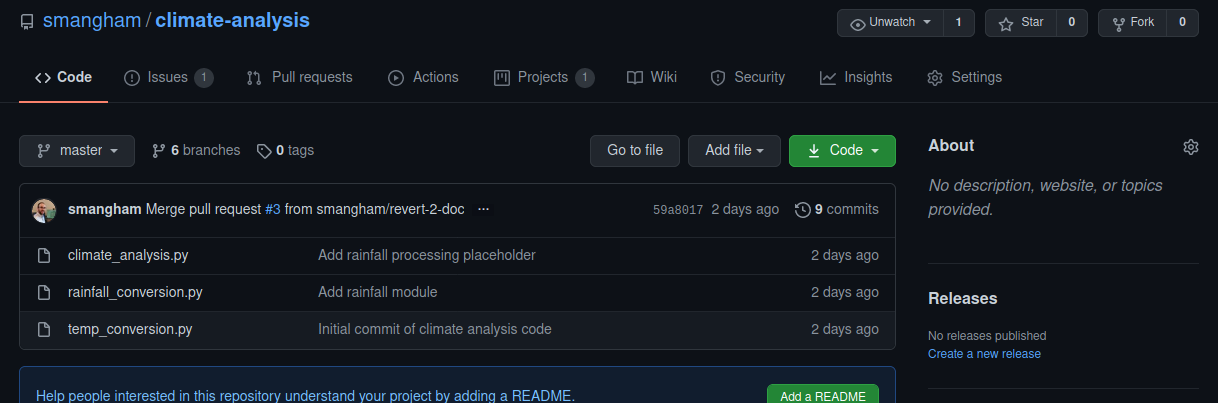 smangham / climate-analysis
Unwatch 1 Star 0 Fork 0
Code Issues 1 Pull requests Actions Projects 1 Wiki Security Insights Settings
master 6 branches 0 tags Go to file Add file Code
smangham Merge pull request #3 from smangham/revert-2-doc ... 59a8017 2 days ago 9 commits
climate_analysis.py Add rainfall processing placeholder 2 days ago
rainfall_conversion.py Add rainfall module 2 days ago
temp_conversion.py Initial commit of climate analysis code 2 days ago
Help people interested in this repository understand your project by adding a README. Add a README
About
No description, website, or topics
provided.
Releases
No releases published
Create a new release